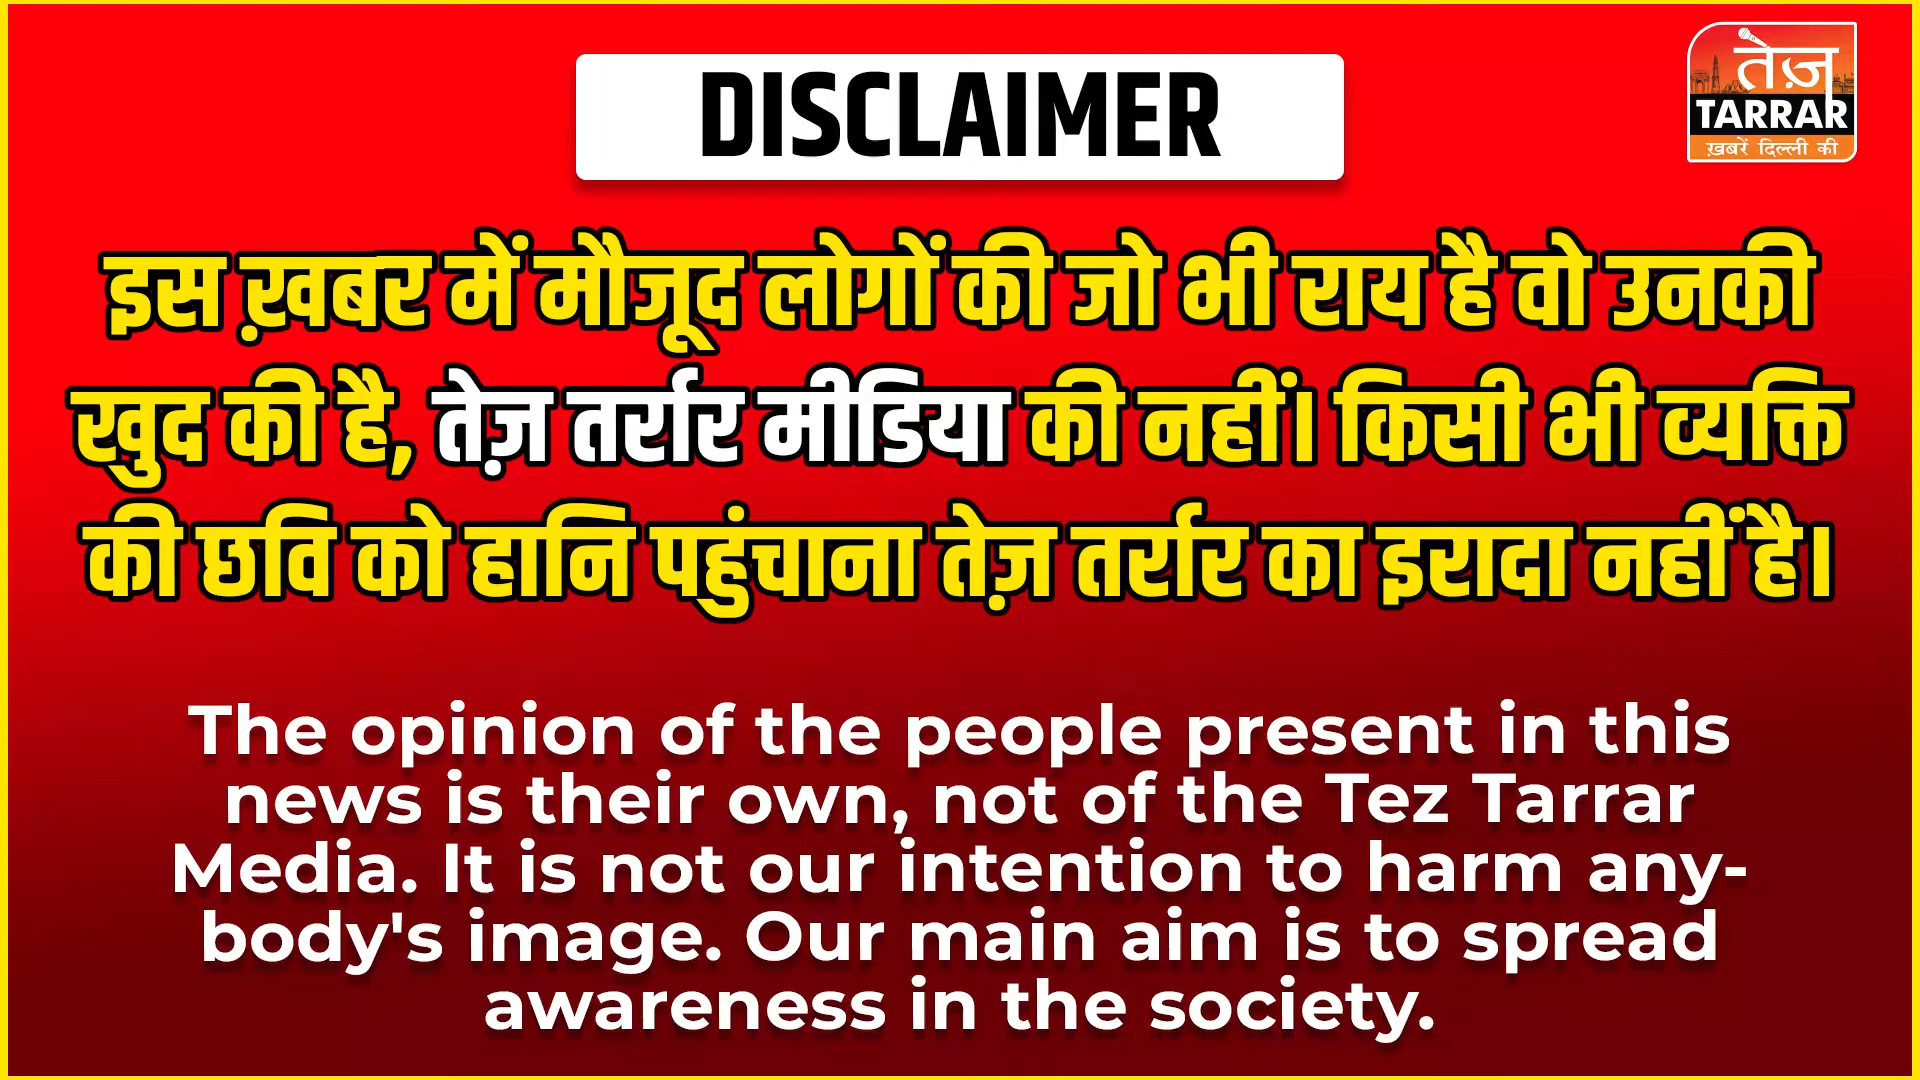 DISCLAIMER
तेज़
TARRAR
ख़बरें दिल्ली की
इस ख़बर में मौजूद लोगों की जो भी राय है वो उनकी
खुद की है, तेज़ तर्रार मीडिया की नहीं। किसी भी व्यक्ति
की छवि को हानि पहुंचाना तेज़ तर्रार का इरादा नहीं है।
The opinion of the people present in this
news is their own, not of the Tez Tarrar
Media. It is not our intention to harm any-
body's image. Our main aim is to spread
awareness in the society.